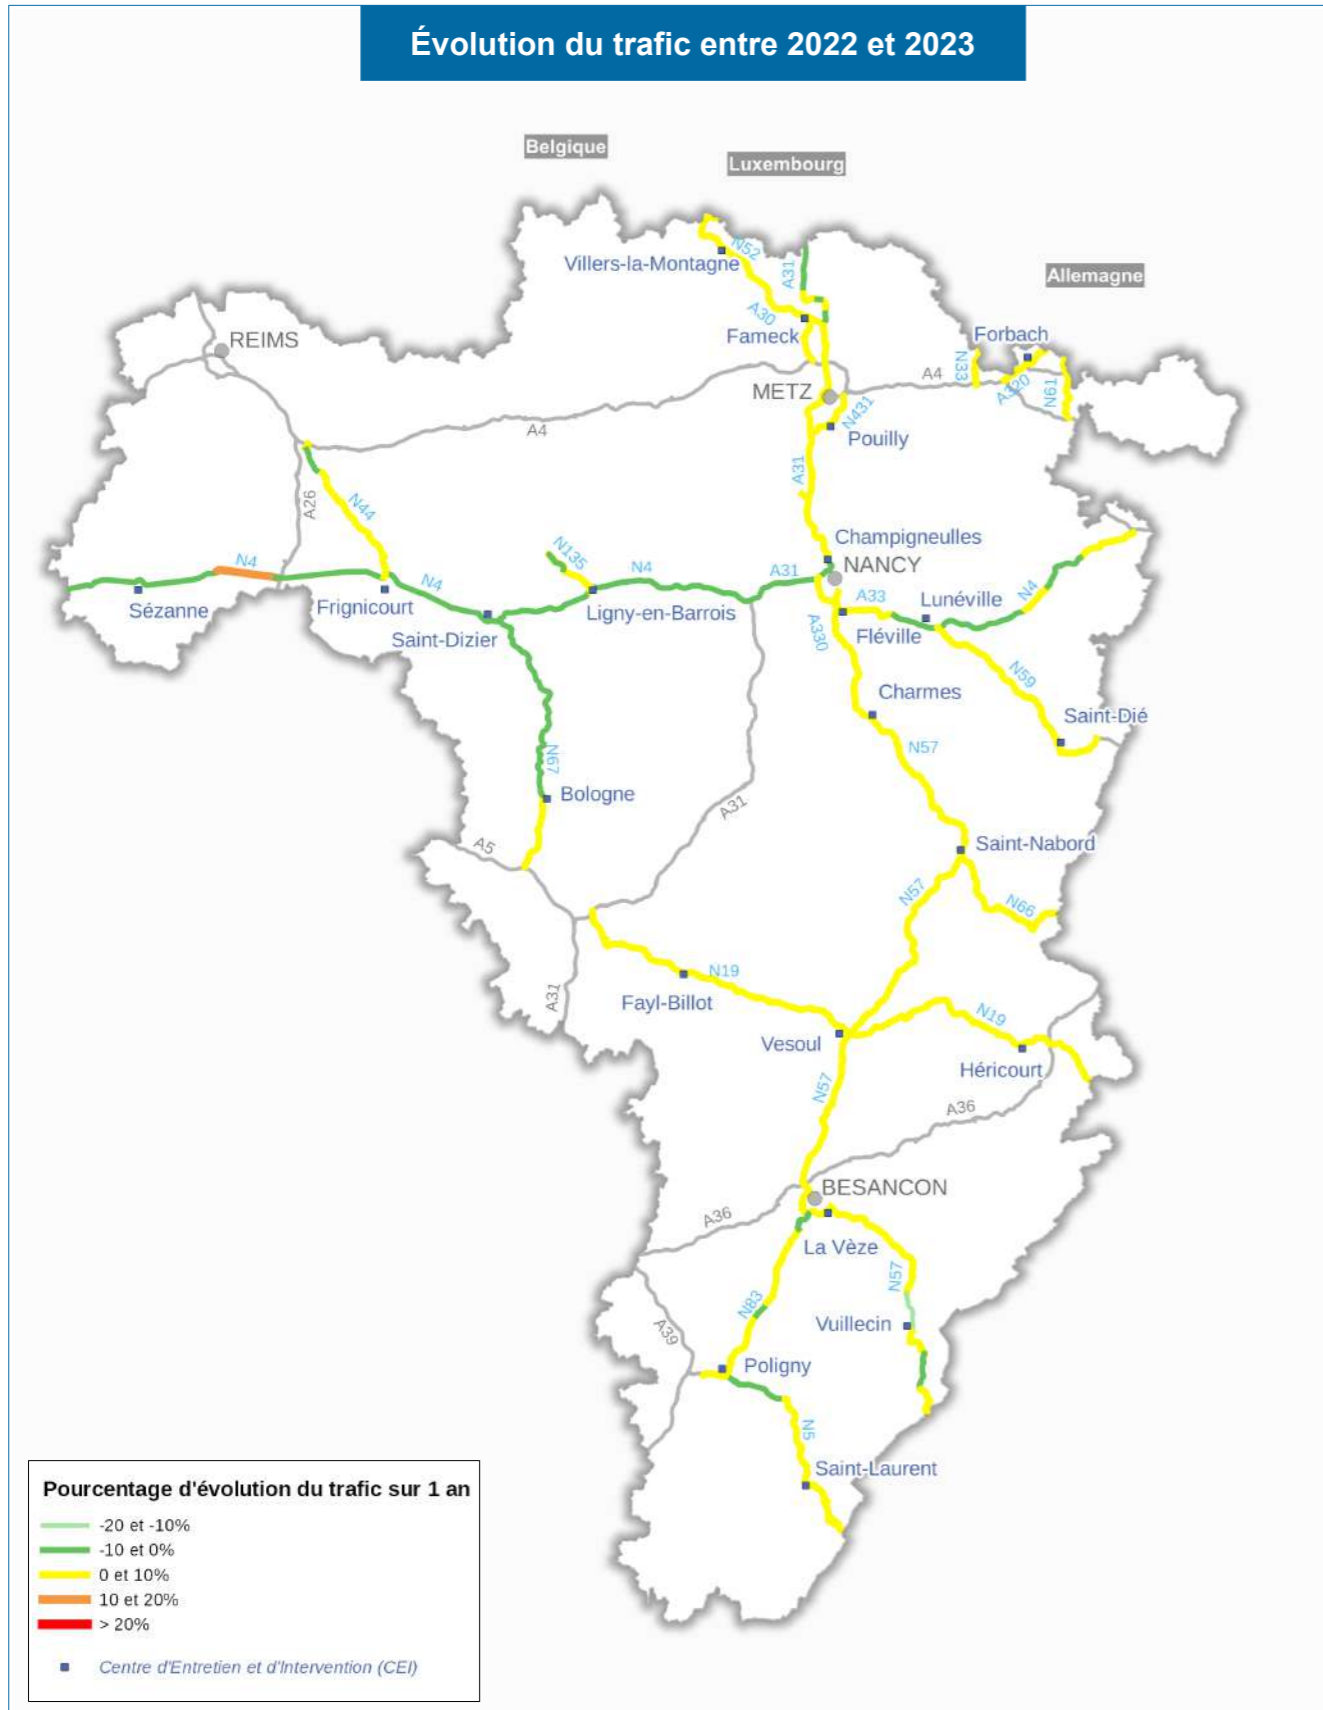 Évolution du trafic entre 2022 et 2023
Belgique
Luxembourg
Allemagne
N52
Villers-la-Montagne
A31
A30
Fameck
Forbach
REIMS
N33
A4
A320
N61
METZ
N431
A4
Pouilly
A31
A26
N44
Champigneulles
N135
NANCY
N4
N4
A31
N4
A33
Lunéville
N4
Sézanne
Frignicourt
Ligny-en-Barrois
Saint-Dizier
A330
Fléville
N59
Charmes
Saint-Dié
N57
N67
Bologne
A31
A5
Saint-Nabord
N57
N66
N19
A31
Fayl-Billot
N19
Vesoul
Héricourt
N57
A36
BESANCON
A36
La Vèze
N57
N83
Vuillecin
A39
Poligny
N5
Saint-Laurent
Pourcentage d'évolution du trafic sur 1 an
-20 et -10%
-10 et 0%
0 et 10%
10 et 20%
> 20%
Centre d'Entretien et d'Intervention (CEI)